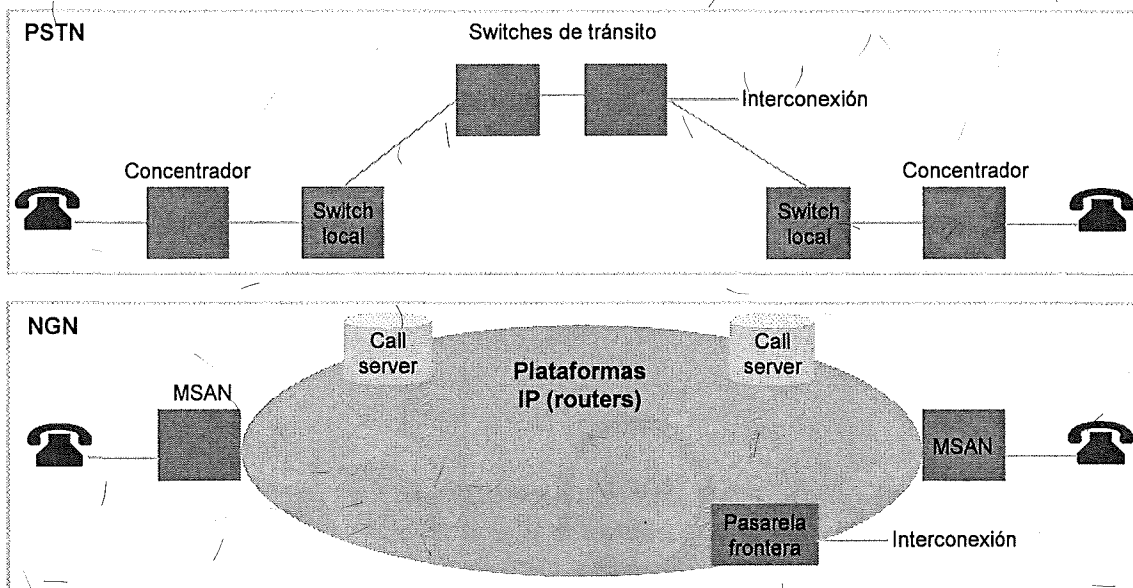 PSTN
Switches de tránsito
Interconexión
Concentrador
Concentrador
Switch
local
Switch
local
NGN
Call
server
Call
server
Plataformas
IP (routers)
MSAN
MSAN
Pasarela
frontera
Interconexión